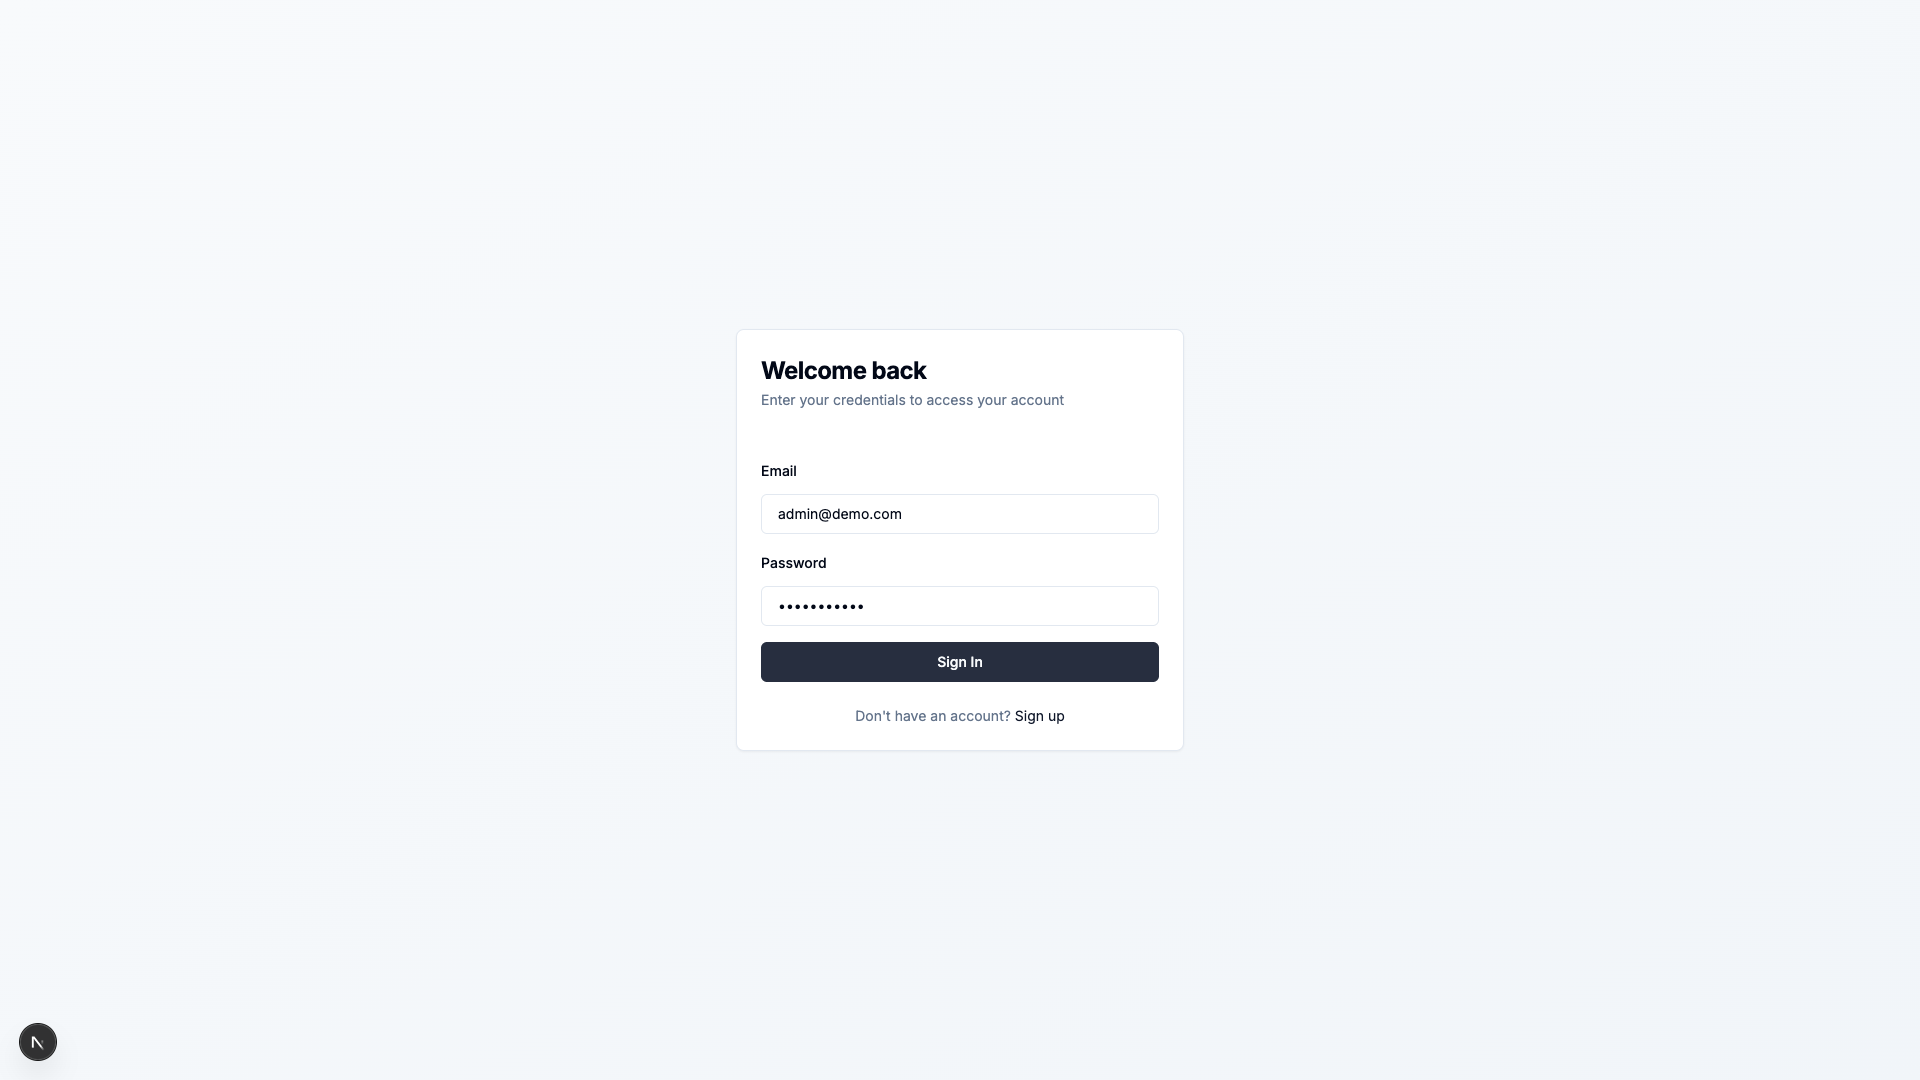 Welcome back
Enter your credentials to access your account
Email
admin@demo.com
Password
•••••••••••
Sign In
Don't have an account? Sign up
N